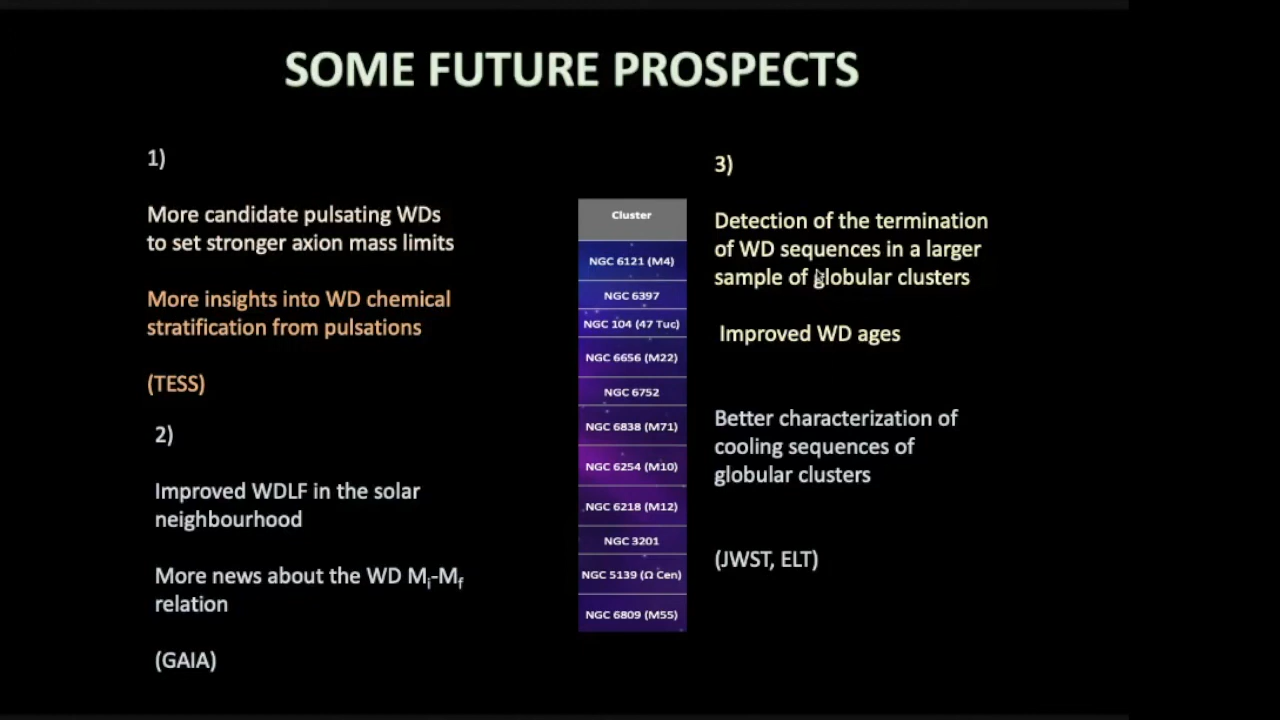 SOME FUTURE PROSPECTS
1)
More candidate pulsating WDs
to set stronger axion mass limits
More insights into WD chemical
stratification from pulsations
(TESS)
2)
Improved WDLF in the solar
neighbourhood
More news about the WD Mi-Mf
relation
(GAIA)
Cluster
NGC 6121 (M4)
NGC 6397
NGC 104 (47 Tuc)
NGC 6656 (M22)
NGC 6752
NGC 6838 (M71)
NGC 6254 (M10)
NGC 6218 (M12)
NGC 3201
NGC 5139 (Ω Cen)
NGC 6809 (M55)
3)
Detection of the termination
of WD sequences in a larger
sample of globular clusters
Improved WD ages
Better characterization of
cooling sequences of
globular clusters
(JWST, ELT)